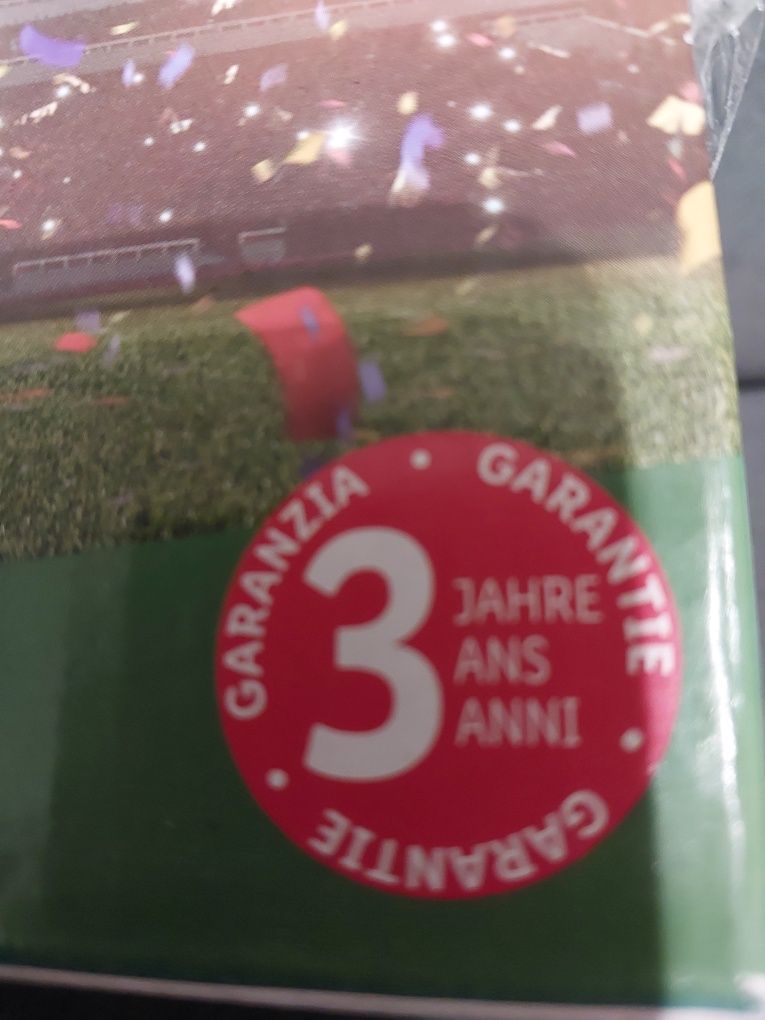 GARANZIA • GARANTIE • GARANTIE •
3
JAHRE
ANS
ANNI